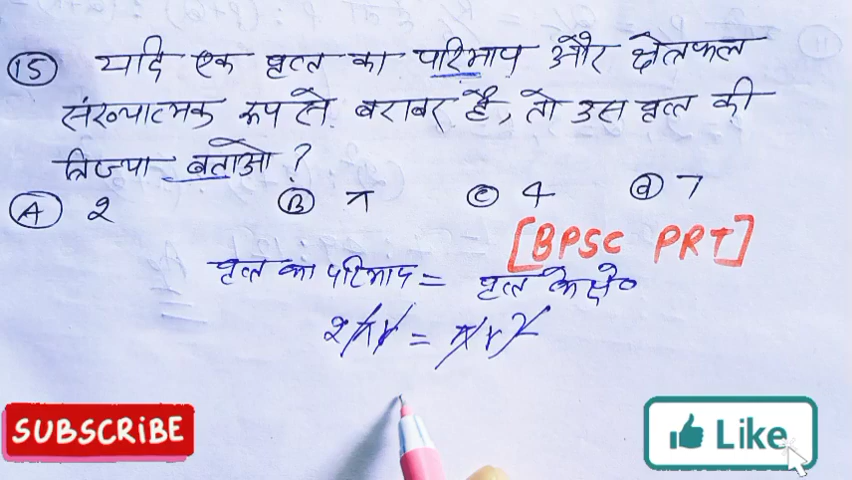 15 यदि एक वृत्त का परिमाप और क्षेत्रफल
संख्यात्मक रूप से बराबर है, तो उस वृत्त की
त्रिज्या बताओ ?
A 2 B π C 4 d 7
[BPSC PRT]
वृत्त का परिमाप = वृत्त के क्षे०
2πr = πr²
SUBSCRIBE
Like